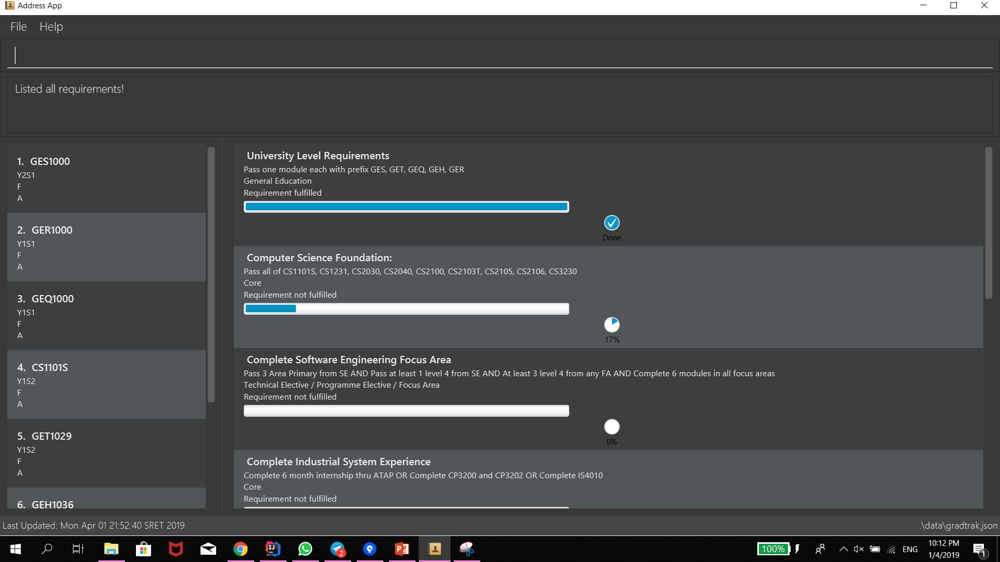 Address App
File Help
Listed all requirements!
1. GES1000
Y2S1
F
A
2. GER1000
Y1S1
F
A
3. GEQ1000
Y1S1
F
A
4. CS1101S
Y1S2
F
A
5. GET1029
Y1S2
F
A
6. GEH1036
University Level Requirements
Pass one module each with prefix GES, GET, GEQ, GEH, GER
General Education
Requirement fulfilled
Done
Computer Science Foundation:
Pass all of CS1101S, CS1231, CS2030, CS2040, CS2100, CS2103T, CS2105, CS2106, CS3230
Core
Requirement not fulfilled
17%
Complete Software Engineering Focus Area
Pass 3 Area Primary from SE AND Pass at least 1 level 4 from SE AND At least 3 level 4 from any FA AND Complete 6 modules in all focus areas
Technical Elective / Programme Elective / Focus Area
Requirement not fulfilled
0%
Complete Industrial System Experience
Complete 6 month internship thru ATAP OR Complete CP3200 and CP3202 OR Complete IS4010
Core
Requirement not fulfilled
Last Updated: Mon Apr 01 21:52:40 SRET 2019
.\data\gradtrak.json
IJ
2
P
100%
ENG
10:12 PM
1/4/2019
1